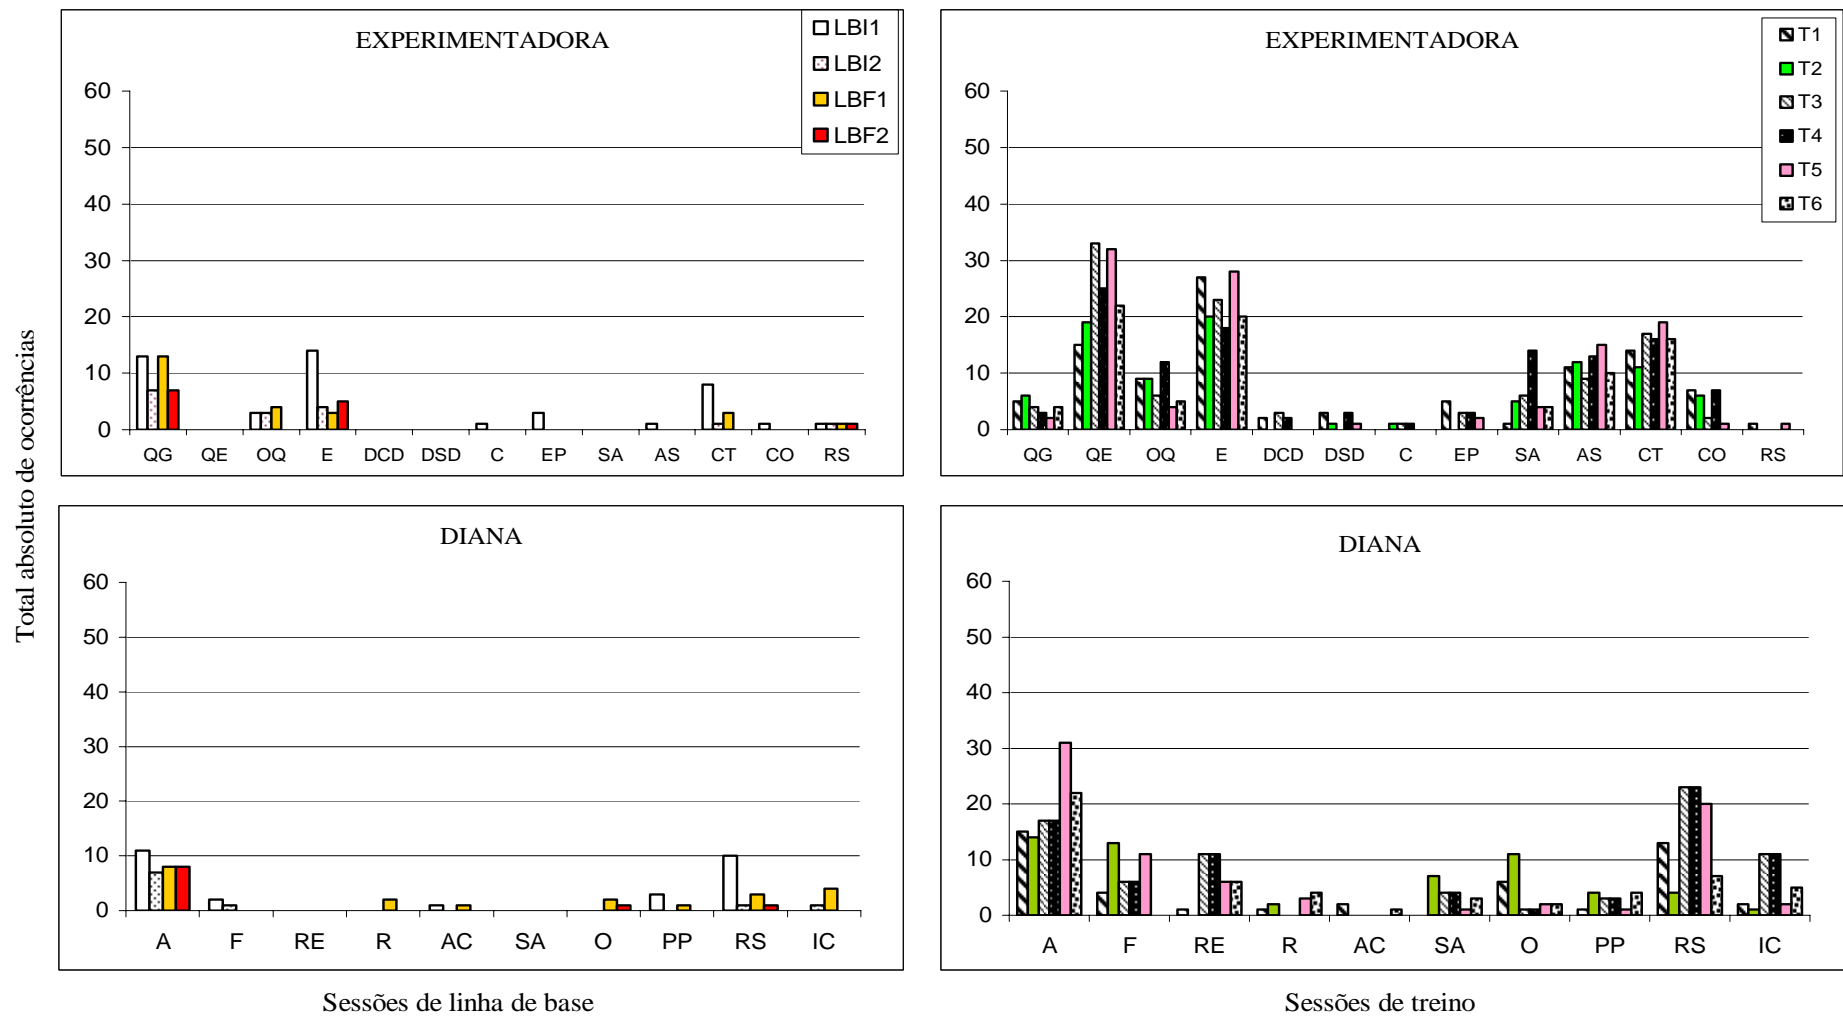 EXPERIMENTADORA
LBI1
LBI2
LBF1
LBF2
60
50
40
30
20
10
0
QG QE OQ E DCD DSD C EP SA AS CT CO RS
EXPERIMENTADORA
T1
T2
T3
T4
T5
T6
60
50
40
30
20
10
0
QG QE OQ E DCD DSD C EP SA AS CT CO RS
Total absoluto de ocorrências
DIANA
60
50
40
30
20
10
0
A F RE R AC SA O PP RS IC
Sessões de linha de base
DIANA
60
50
40
30
20
10
0
A F RE R AC SA O PP RS IC
Sessões de treino